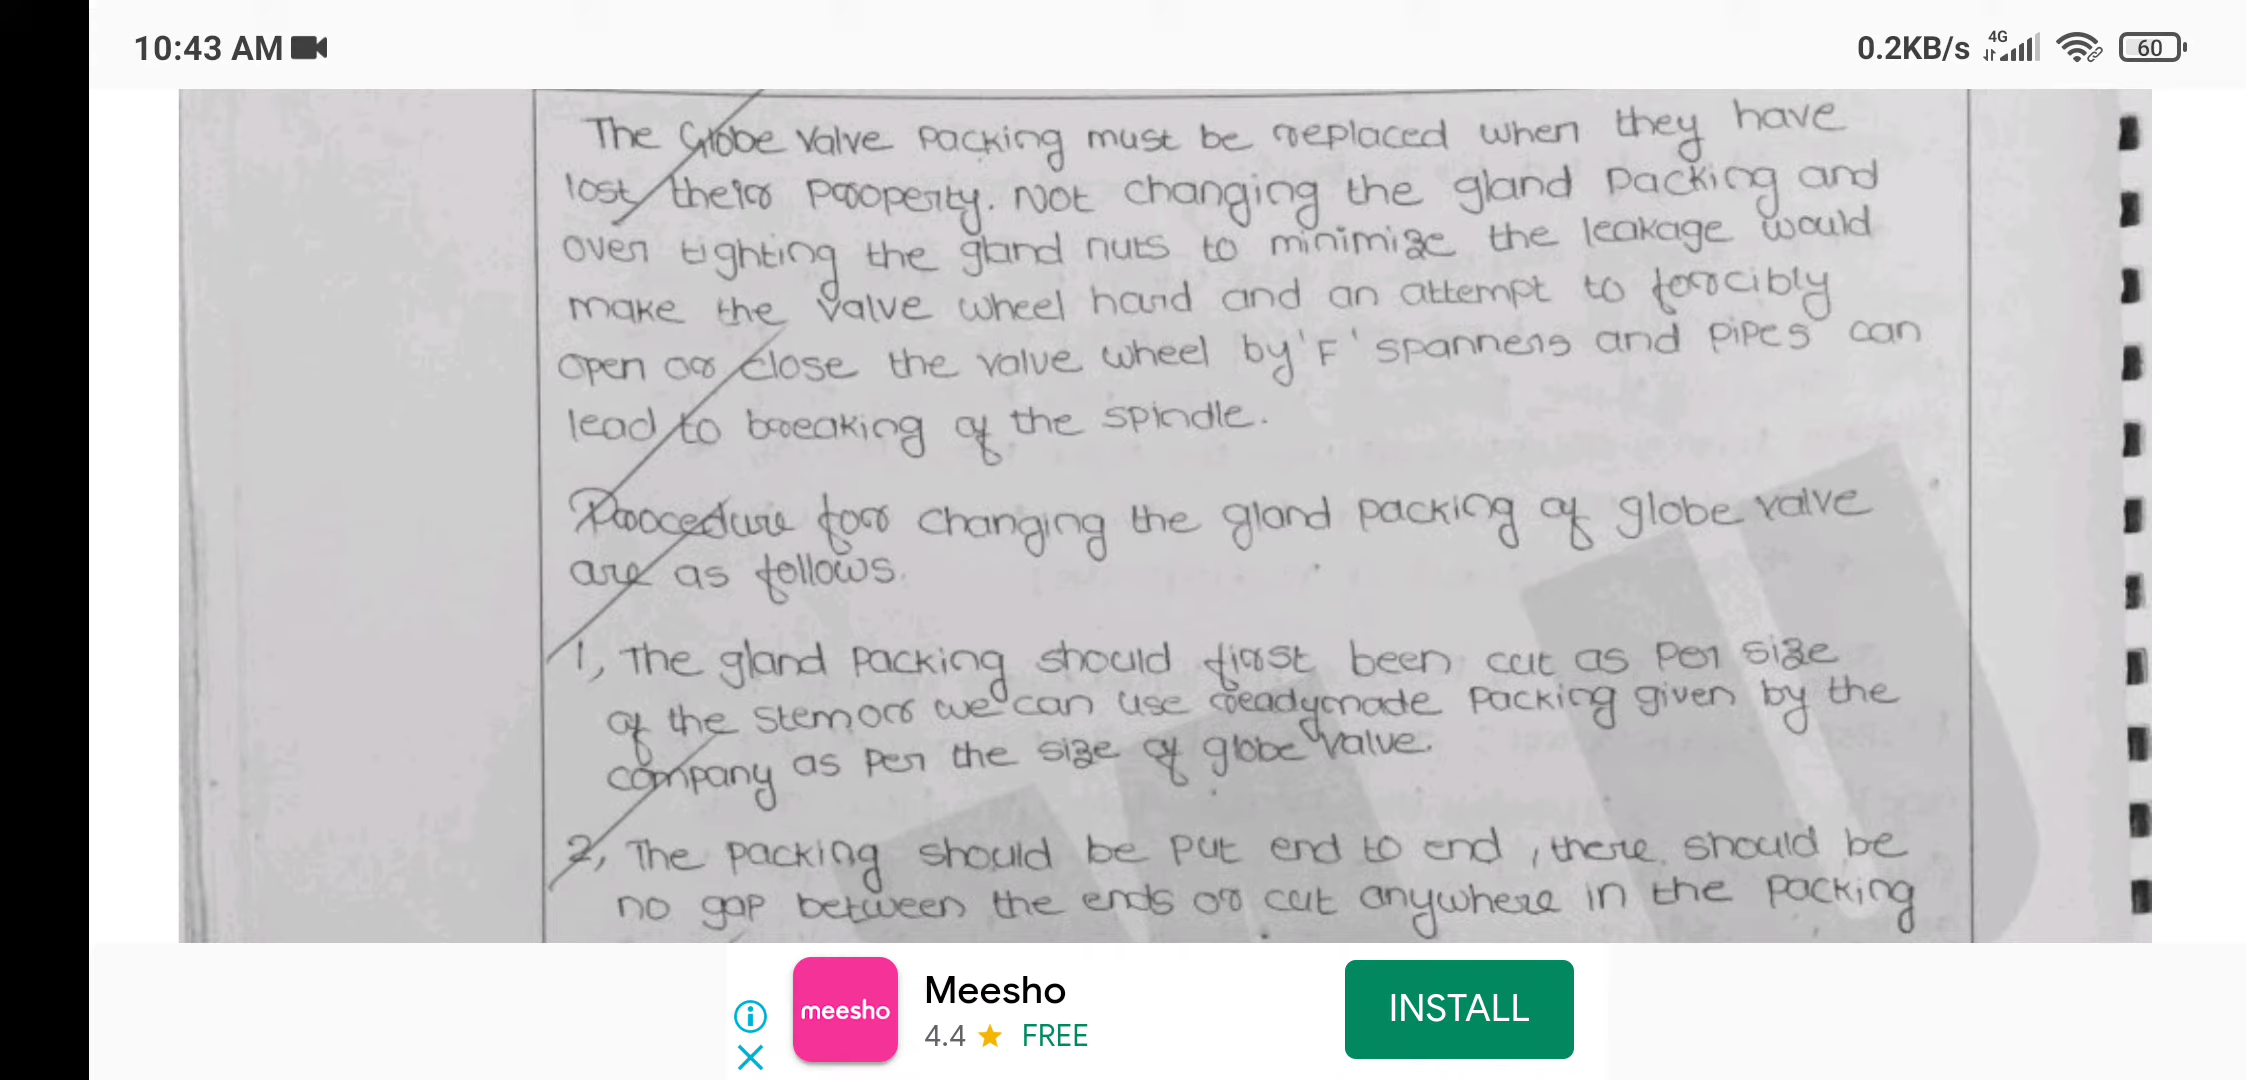 10:43 AM
0.2KB/s 4G 60
The Globe Valve Packing must be replaced when they have
lost their property. Not changing the gland packing and
over tighting the gland nuts to minimize the leakage would
make the valve wheel hard and an attempt to forcibly
open or close the valve wheel by 'F' spanners and pipes can
lead to breaking of the spindle.
Procedure for changing the gland packing of globe valve
are as follows.
1, The gland packing should first been cut as per size
of the stem or we can use readymade packing given by the
company as per the size of globe valve.
2, The packing should be put end to end, there should be
no gap between the ends or cut anywhere in the packing
meesho
Meesho
4.4 ★ FREE
INSTALL